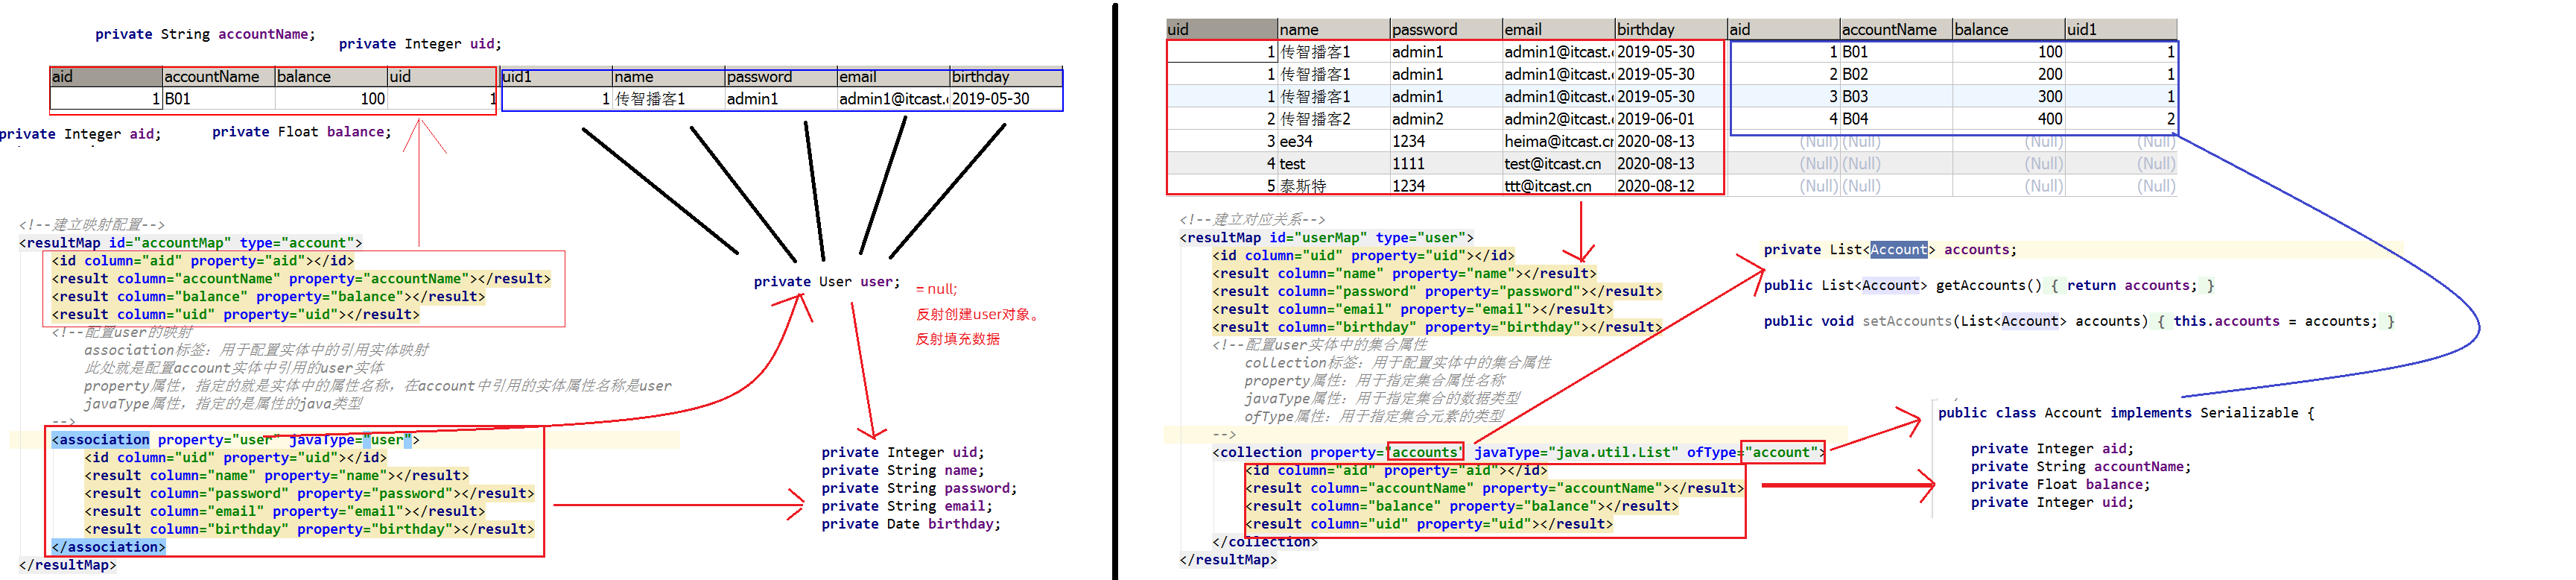 private String accountName;
private Integer uid;
aid accountName balance uid uid1 name password email birthday
1 B01 100 1 1 传智播客1 admin1 admin1@itcast.c 2019-05-30
private Integer aid;
private Float balance;
<!--建立映射配置-->
<resultMap id="accountMap" type="account">
<id column="aid" property="aid"></id>
<result column="accountName" property="accountName"></result>
<result column="balance" property="balance"></result>
<result column="uid" property="uid"></result>
<!--配置user的映射
association标签：用于配置实体中的引用实体映射
此处就是配置account实体中引用的user实体
property属性，指定的就是实体中的属性名称，在account中引用的实体属性名称是user
javaType属性，指定的是属性的java类型
-->
<association property="user" javaType="user">
<id column="uid" property="uid"></id>
<result column="name" property="name"></result>
<result column="password" property="password"></result>
<result column="email" property="email"></result>
<result column="birthday" property="birthday"></result>
</association>
</resultMap>
private User user;
= null;
反射创建user对象。
反射填充数据
private Integer uid;
private String name;
private String password;
private String email;
private Date birthday;
uid name password email birthday aid accountName balance uid1
1 传智播客1 admin1 admin1@itcast.c 2019-05-30 1 B01 100 1
1 传智播客1 admin1 admin1@itcast.c 2019-05-30 2 B02 200 1
1 传智播客1 admin1 admin1@itcast.c 2019-05-30 3 B03 300 1
2 传智播客2 admin2 admin2@itcast.c 2019-06-01 4 B04 400 2
3 ee34 1234 heima@itcast.cr 2020-08-13 (Null) (Null) (Null) (Null)
4 test 1111 test@itcast.cn 2020-08-13 (Null) (Null) (Null) (Null)
5 泰斯特 1234 ttt@itcast.cn 2020-08-12 (Null) (Null) (Null) (Null)
<!--建立对应关系-->
<resultMap id="userMap" type="user">
<id column="uid" property="uid"></id>
<result column="name" property="name"></result>
<result column="password" property="password"></result>
<result column="email" property="email"></result>
<result column="birthday" property="birthday"></result>
<!--配置user实体中的集合属性
collection标签：用于配置实体中的集合属性
property属性：用于指定集合属性名称
javaType属性：用于指定集合的数据类型
ofType属性：用于指定集合元素的类型
-->
<collection property="accounts" javaType="java.util.List" ofType="account">
<id column="aid" property="aid"></id>
<result column="accountName" property="accountName"></result>
<result column="balance" property="balance"></result>
<result column="uid" property="uid"></result>
</collection>
</resultMap>
private List<Account> accounts;
public List<Account> getAccounts() { return accounts; }
public void setAccounts(List<Account> accounts) { this.accounts = accounts; }
public class Account implements Serializable {
private Integer aid;
private String accountName;
private Float balance;
private Integer uid;